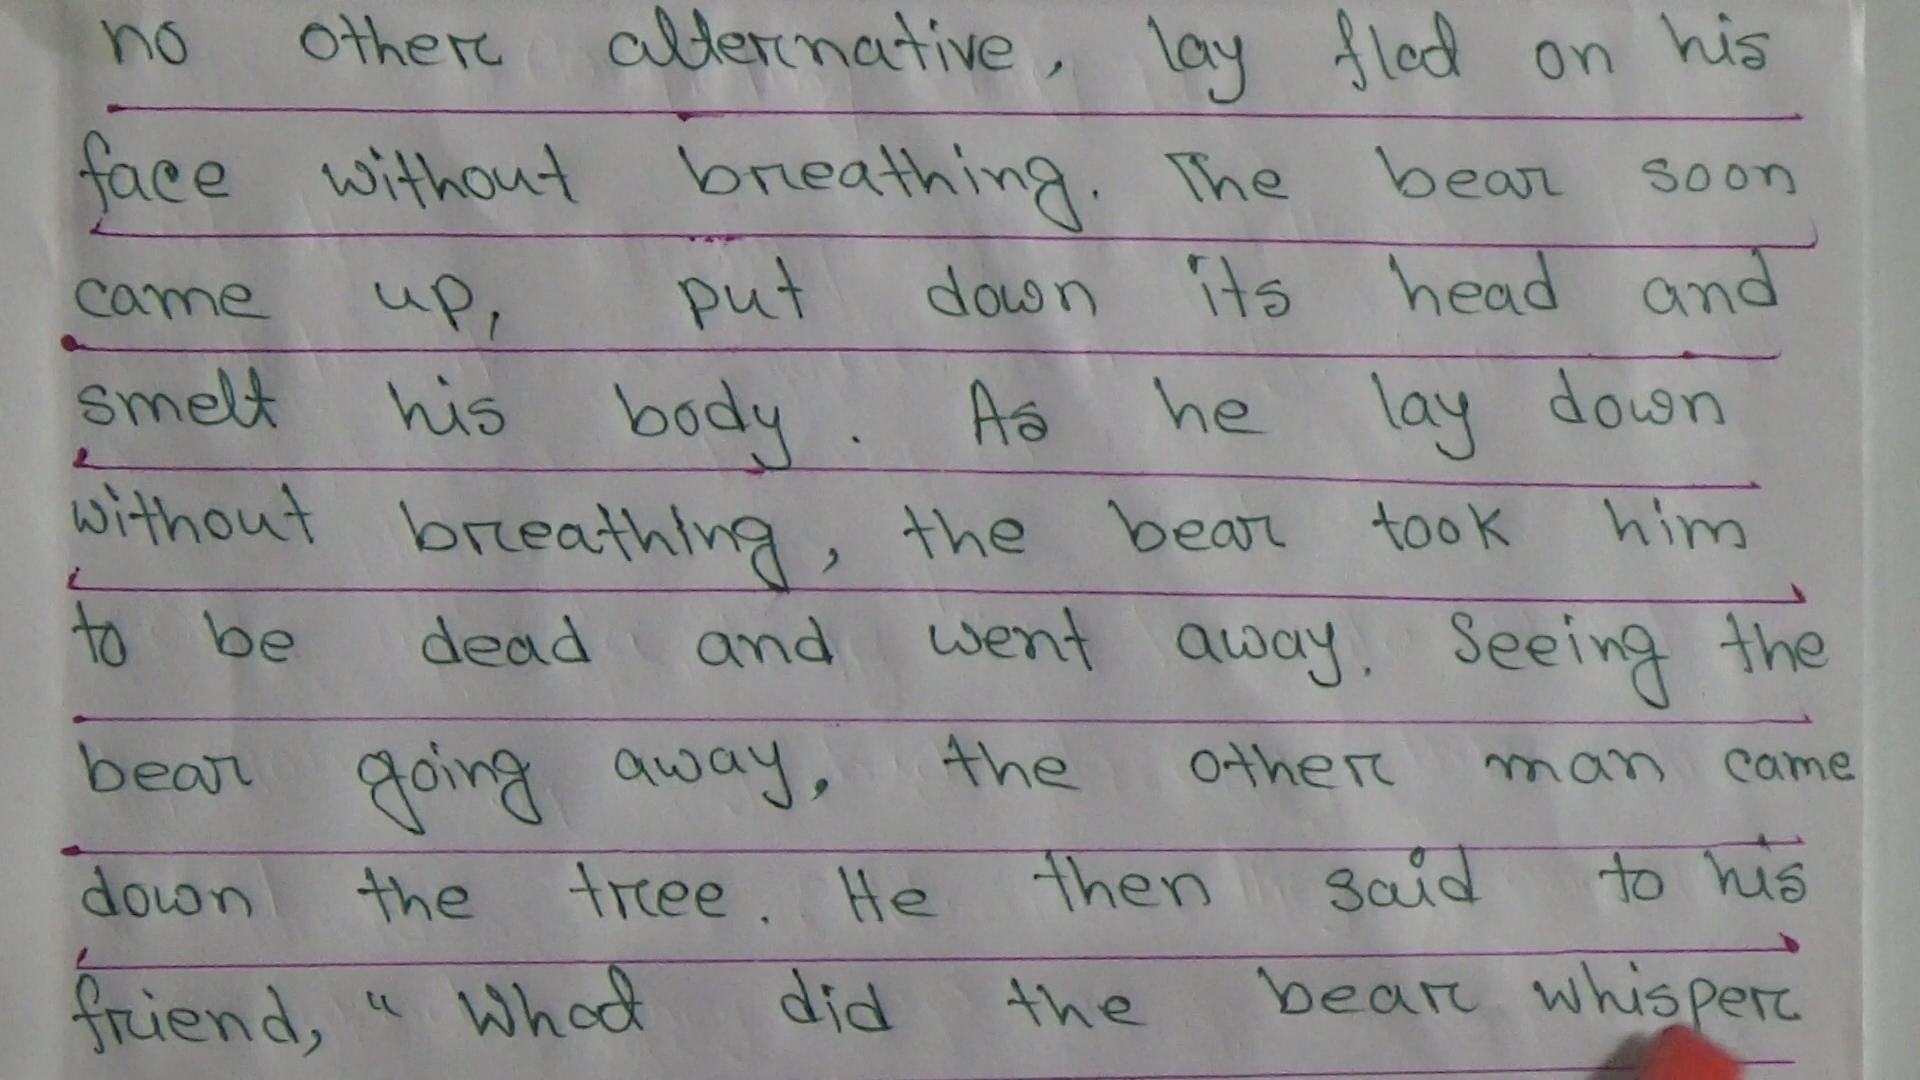 no other alternative, lay flat on his
face without breathing. The bear soon
came up, put down its head and
smelt his body. As he lay down
without breathing, the bear took him
to be dead and went away. Seeing the
bear going away, the other man came
down the tree. He then said to his
friend, "What did the bear whisper